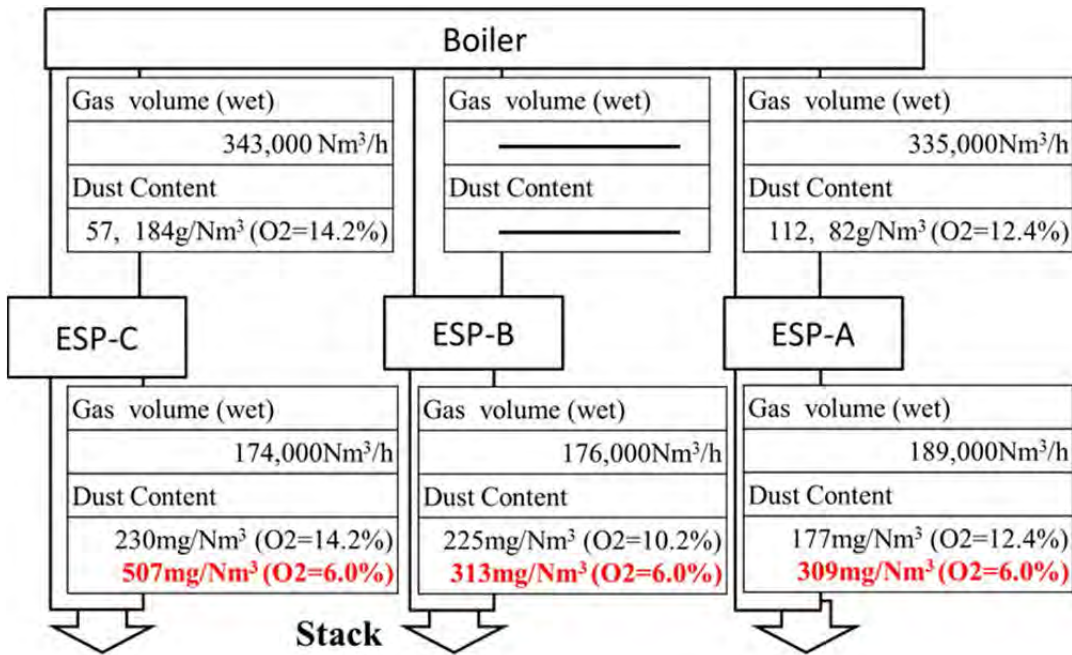 Boiler
Gas volume (wet)
343,000 Nm³/h
Dust Content
57, 184g/Nm³ (O2=14.2%)
Gas volume (wet)
Dust Content
Gas volume (wet)
335,000Nm³/h
Dust Content
112, 82g/Nm³ (O2=12.4%)
ESP-C
ESP-B
ESP-A
Gas volume (wet)
174,000Nm³/h
Dust Content
230mg/Nm³ (O2=14.2%)
507mg/Nm³ (O2=6.0%)
Gas volume (wet)
176,000Nm³/h
Dust Content
225mg/Nm³ (O2=10.2%)
313mg/Nm³ (O2=6.0%)
Gas volume (wet)
189,000Nm³/h
Dust Content
177mg/Nm³ (O2=12.4%)
309mg/Nm³ (O2=6.0%)
Stack